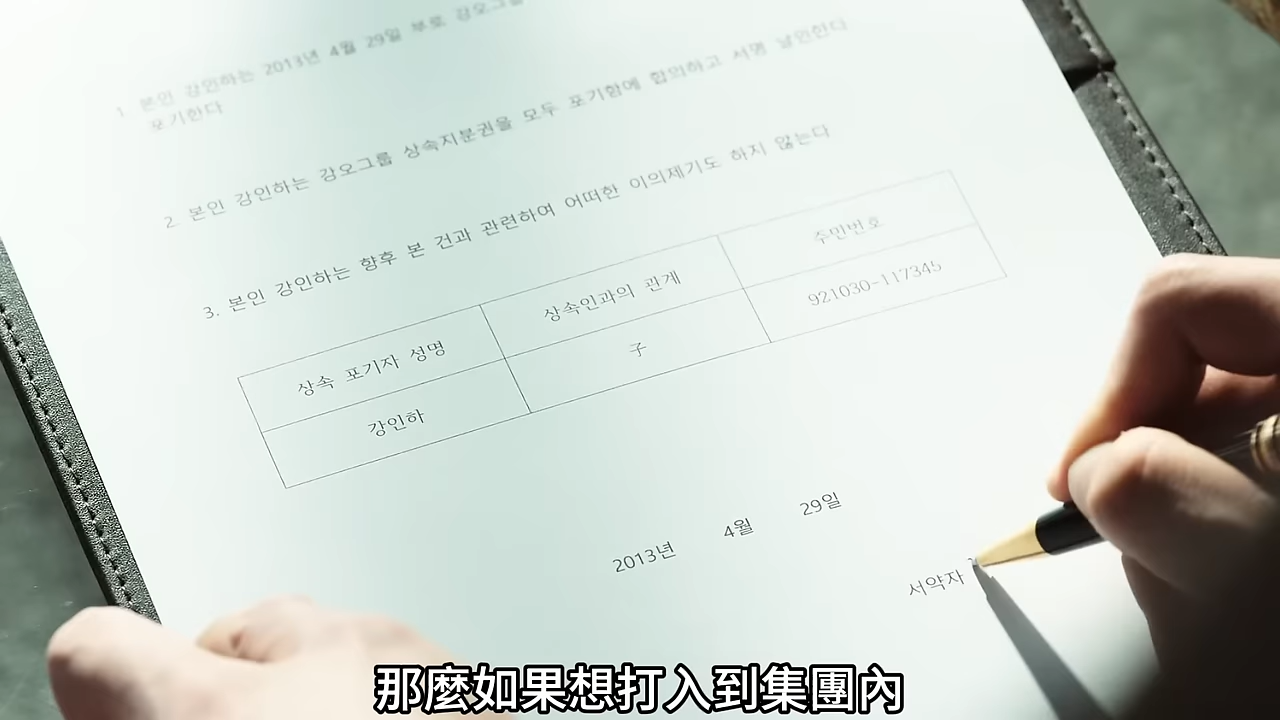 1. 본인 강인하는 2013년 4월 29일 부로 강오그룹
포기한다
2. 본인 강인하는 강오그룹 상속지분권을 모두 포기함에 합의하고 서명 날인한다
3. 본인 강인하는 향후 본 건과 관련하여 어떠한 이의제기도 하지 않는다
상속 포기자 성명 상속인과의 관계 주민번호
강인하 子 921030-117345
2013년 4월 29일
서약자
那麼如果想打入到集團內